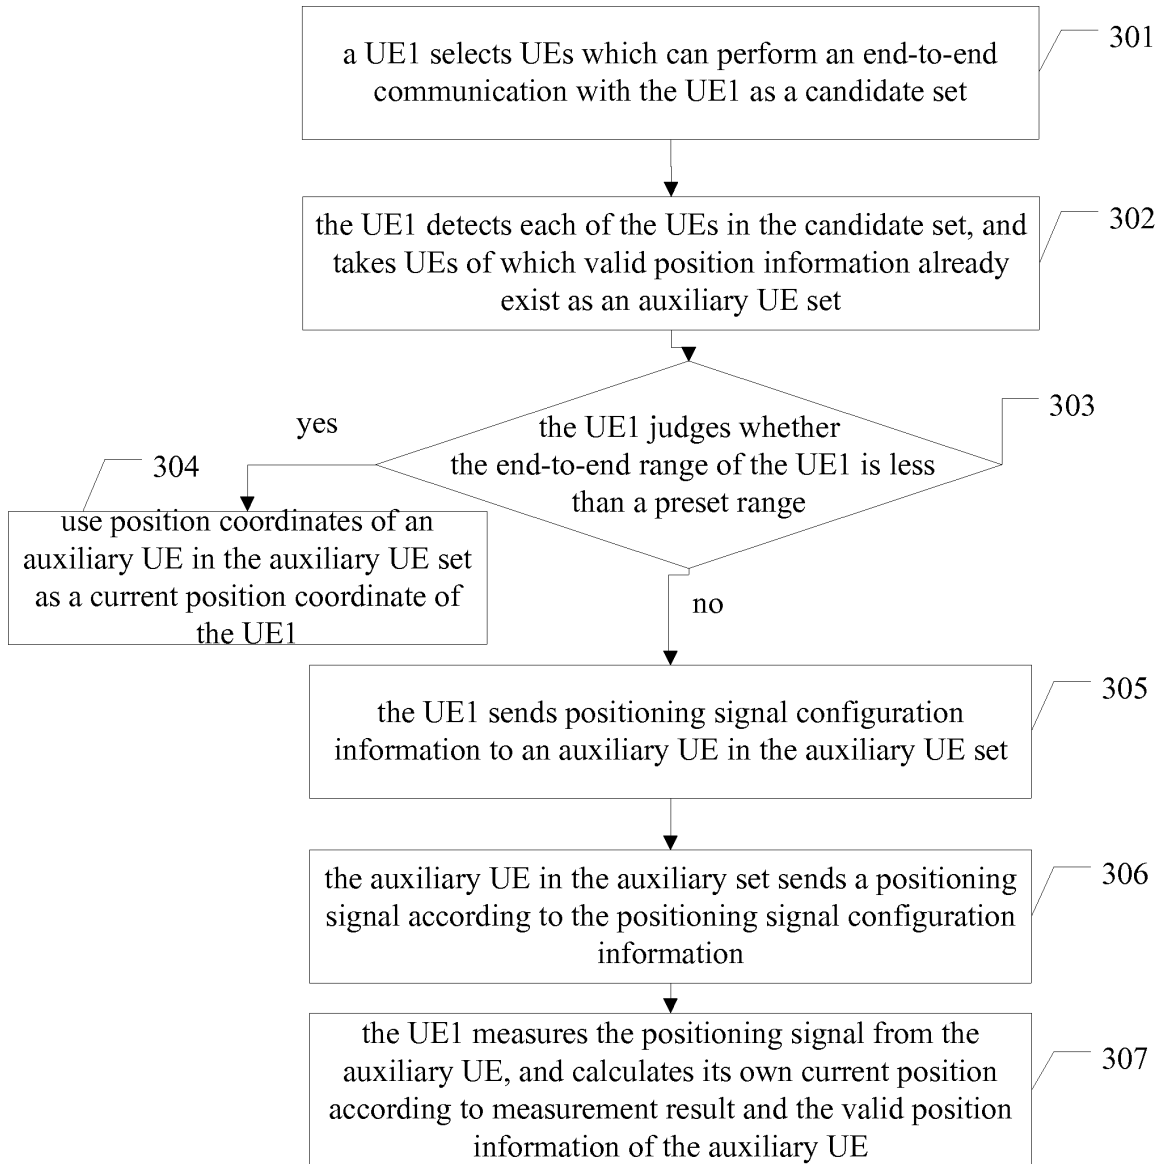 a UE1 selects UEs which can perform an end-to-end
communication with the UE1 as a candidate set
301
the UE1 detects each of the UEs in the candidate set, and
takes UEs of which valid position information already
exist as an auxiliary UE set
302
the UE1 judges whether
the end-to-end range of the UE1 is less
than a preset range
303
yes
304
use position coordinates of an
auxiliary UE in the auxiliary UE set
as a current position coordinate of
the UE1
no
the UE1 sends positioning signal configuration
information to an auxiliary UE in the auxiliary UE set
305
the auxiliary UE in the auxiliary set sends a positioning
signal according to the positioning signal configuration
information
306
the UE1 measures the positioning signal from the
auxiliary UE, and calculates its own current position
according to measurement result and the valid position
information of the auxiliary UE
307